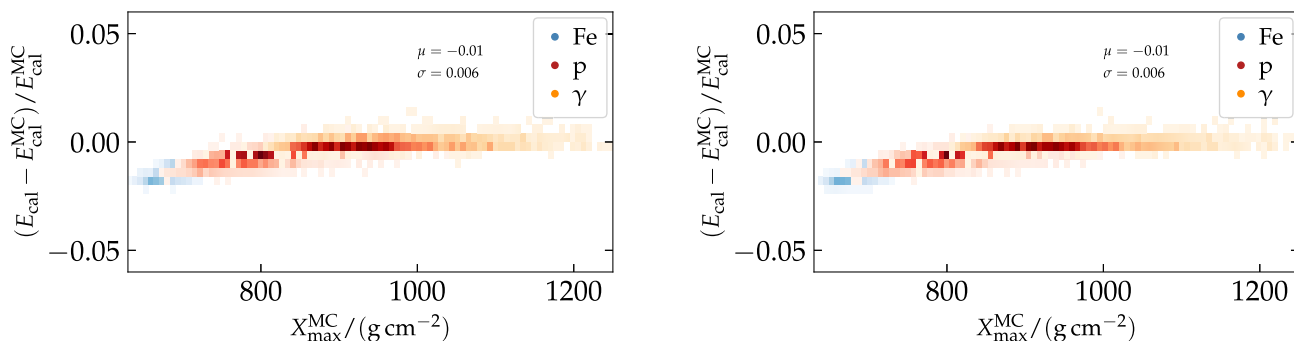 0.05
0.00
−0.05
(E_cal − E_cal^MC)/E_cal^MC
μ = −0.01
σ = 0.006
Fe
p
γ
800 1000 1200
X_max^MC/(g cm⁻²)
0.05
0.00
−0.05
(E_cal − E_cal^MC)/E_cal^MC
μ = −0.01
σ = 0.006
Fe
p
γ
800 1000 1200
X_max^MC/(g cm⁻²)